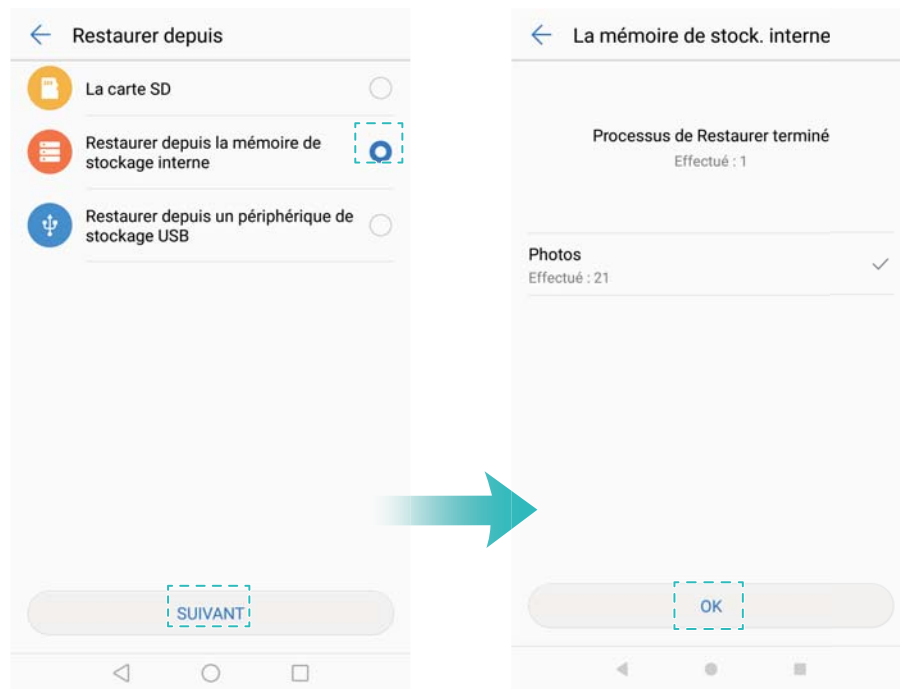 Restaurer depuis
La carte SD
Restaurer depuis la mémoire de
stockage interne
Restaurer depuis un périphérique de
stockage USB
SUIVANT
La mémoire de stock. interne
Processus de Restaurer terminé
Effectué : 1
Photos
Effectué : 21
OK